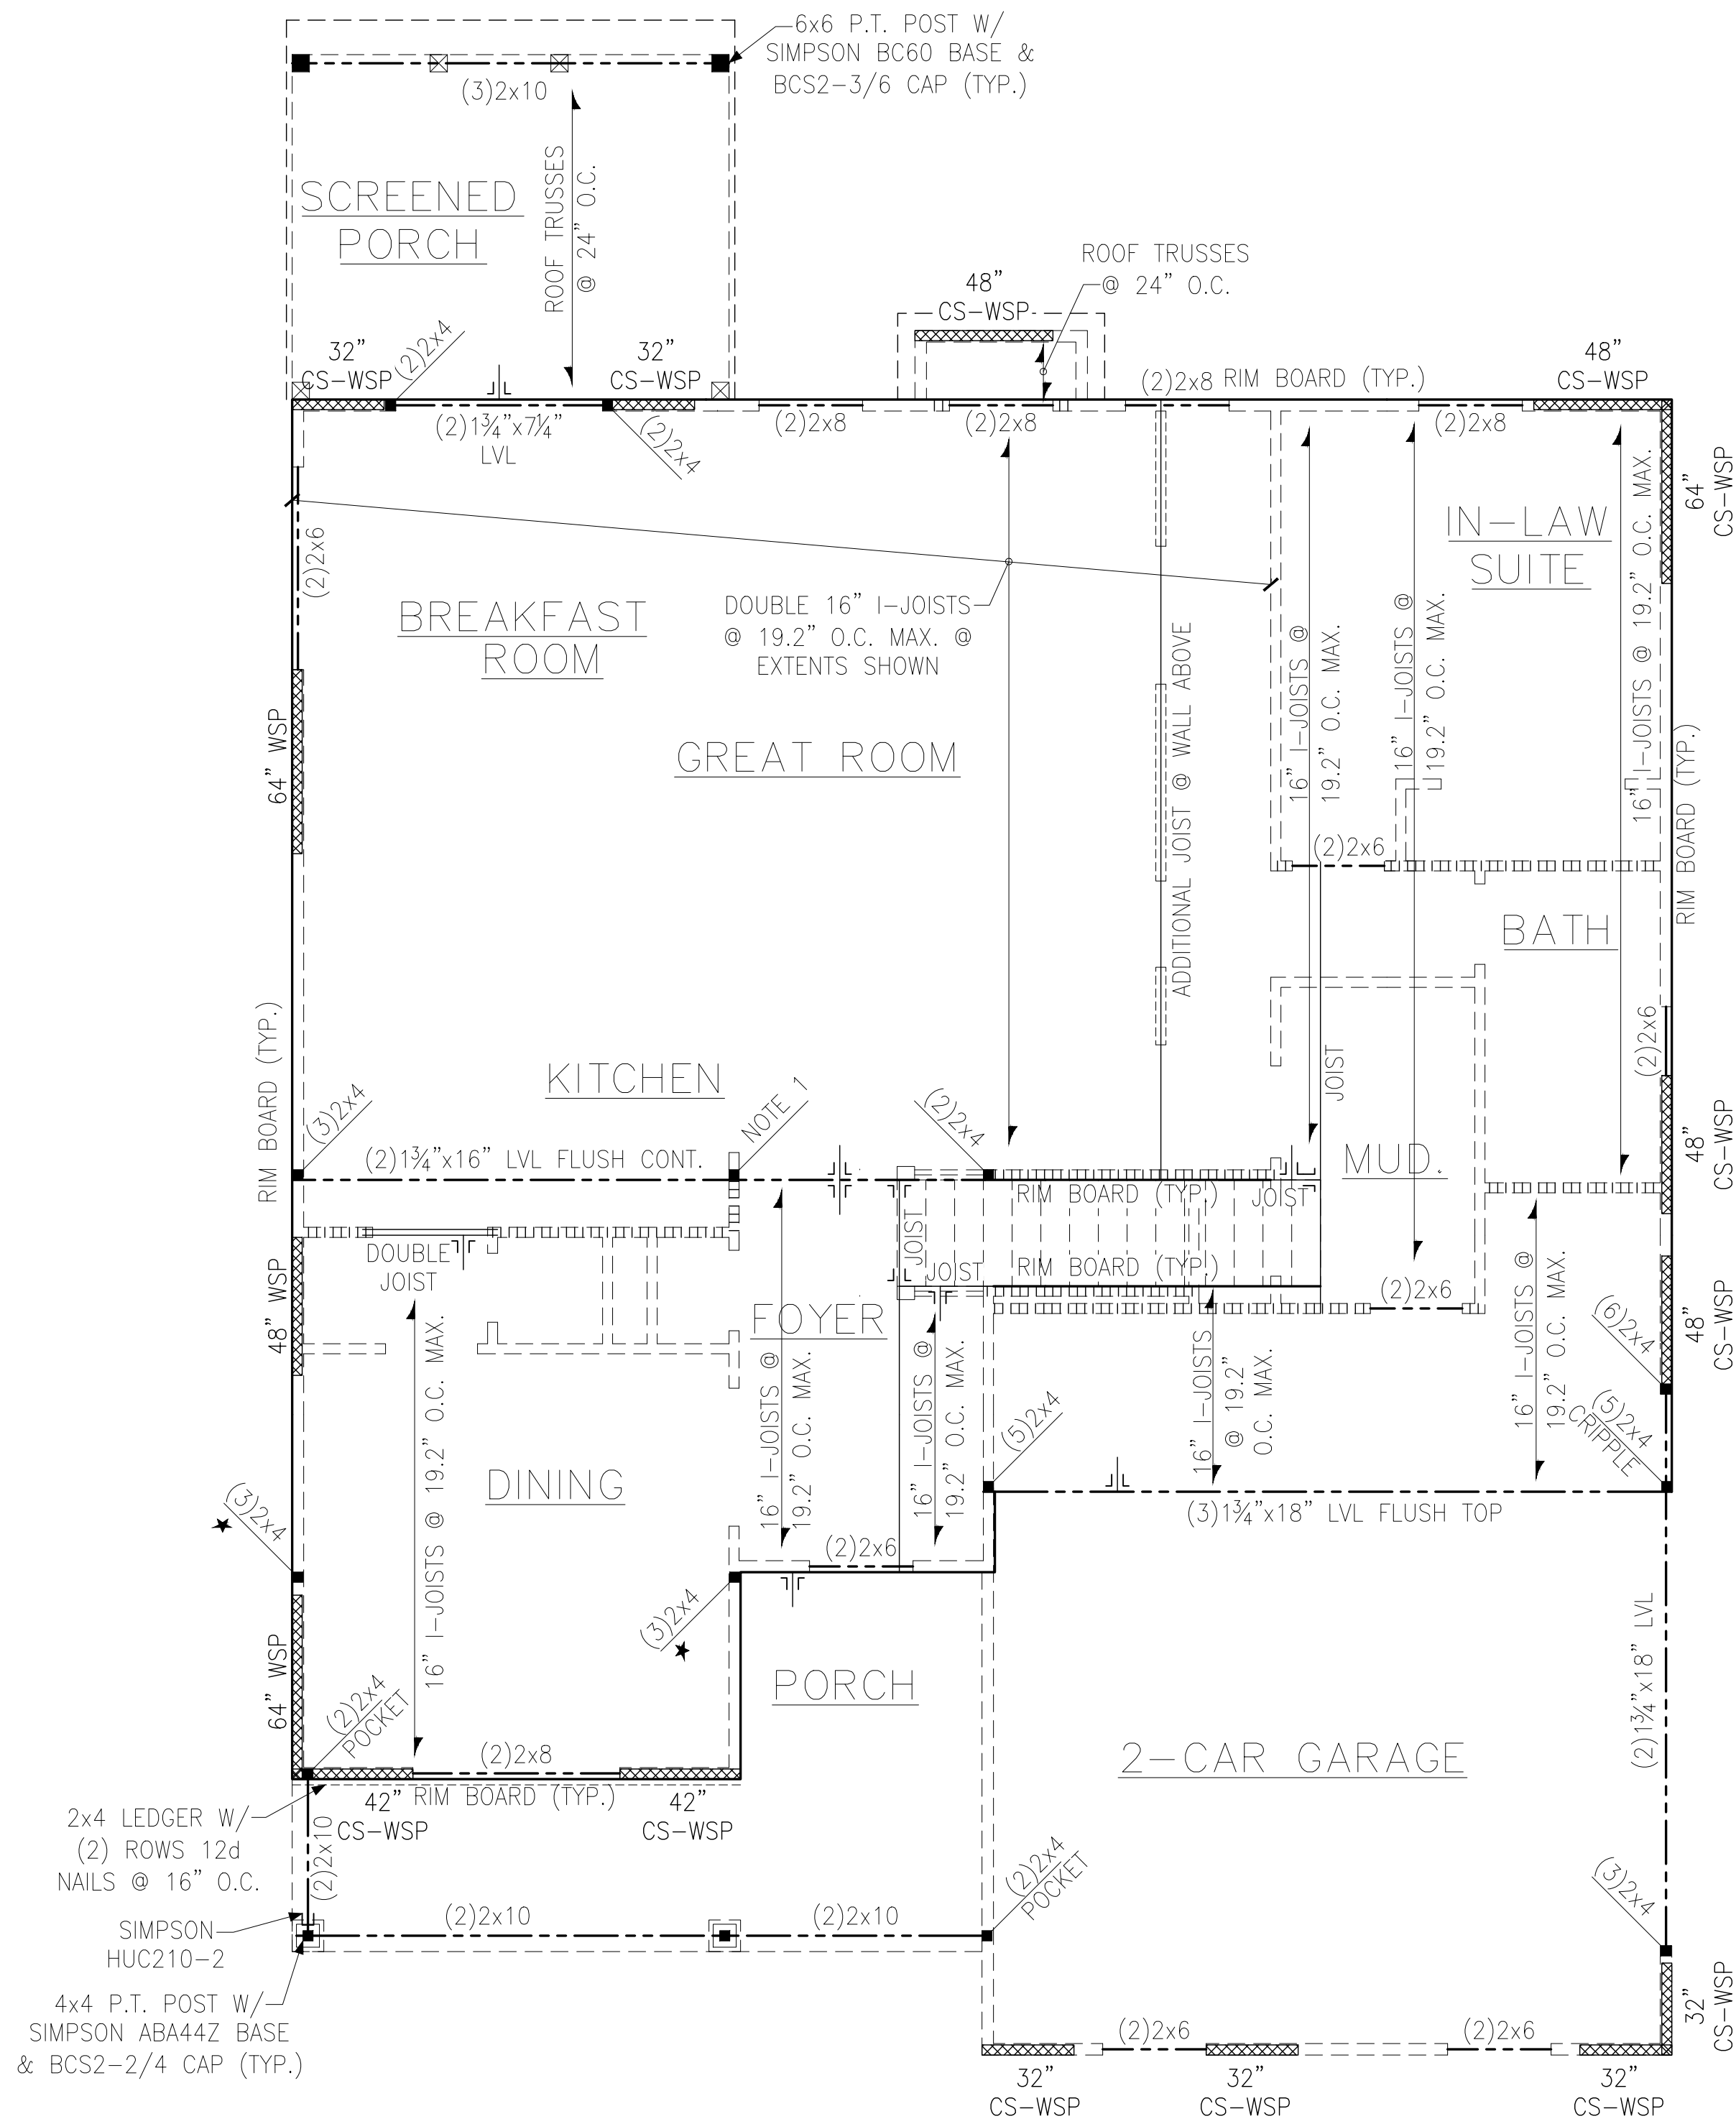 6x6 P.T. POST W/
SIMPSON BC60 BASE &
BCS2-3/6 CAP (TYP.)
(3)2x10
SCREENED
PORCH
ROOF TRUSSES
@ 24" O.C.
ROOF TRUSSES
@ 24" O.C.
48"
CS-WSP
32"
CS-WSP
(2)2x4
32"
CS-WSP
(2)2x8 RIM BOARD (TYP.)
48"
CS-WSP
(2)1¾"x7¼"
LVL
(2)2x4
(2)2x8
(2)2x8
(2)2x8
64"
CS-WSP
(2)2x6
IN-LAW
SUITE
BREAKFAST
ROOM
DOUBLE 16" I-JOISTS
@ 19.2" O.C. MAX. @
EXTENTS SHOWN
ADDITIONAL JOIST @ WALL ABOVE
16" I-JOISTS @
19.2" O.C. MAX.
16" I-JOISTS @
19.2" O.C. MAX.
16" I-JOISTS @ 19.2" O.C. MAX.
GREAT ROOM
64" WSP
RIM BOARD (TYP.)
(2)2x6
BATH
(2)2x6
JOIST
KITCHEN
RIM BOARD (TYP.)
(3)2x4
NOTE 1
(2)2x4
48"
CS-WSP
(2)1¾"x16" LVL FLUSH CONT.
MUD.
RIM BOARD (TYP.)
JOIST
JOIST
DOUBLE
JOIST
JOIST
RIM BOARD (TYP.)
(2)2x6
48" WSP
FOYER
(6)2x4
48"
CS-WSP
16" I-JOISTS @ 19.2" O.C. MAX.
16" I-JOISTS @
19.2" O.C. MAX.
16" I-JOISTS @
19.2" O.C. MAX.
16" I-JOISTS
@ 19.2"
O.C. MAX.
16" I-JOISTS @
19.2" O.C. MAX.
(5)2x4
(5)2x4
CRIPPLE
DINING
(3)2x4
(3)1¾"x18" LVL FLUSH TOP
(2)2x6
(3)2x4
(2)1¾"x18" LVL
PORCH
64" WSP
(2)2x4
POCKET
(2)2x8
2-CAR GARAGE
RIM BOARD (TYP.)
42"
CS-WSP
42"
CS-WSP
2x4 LEDGER W/
(2) ROWS 12d
NAILS @ 16" O.C.
(2)2x10
(2)2x4
POCKET
(3)2x4
(2)2x10
(2)2x10
SIMPSON
HUC210-2
4x4 P.T. POST W/
SIMPSON ABA44Z BASE
& BCS2-2/4 CAP (TYP.)
32"
CS-WSP
(2)2x6
(2)2x6
32"
CS-WSP
32"
CS-WSP
32"
CS-WSP